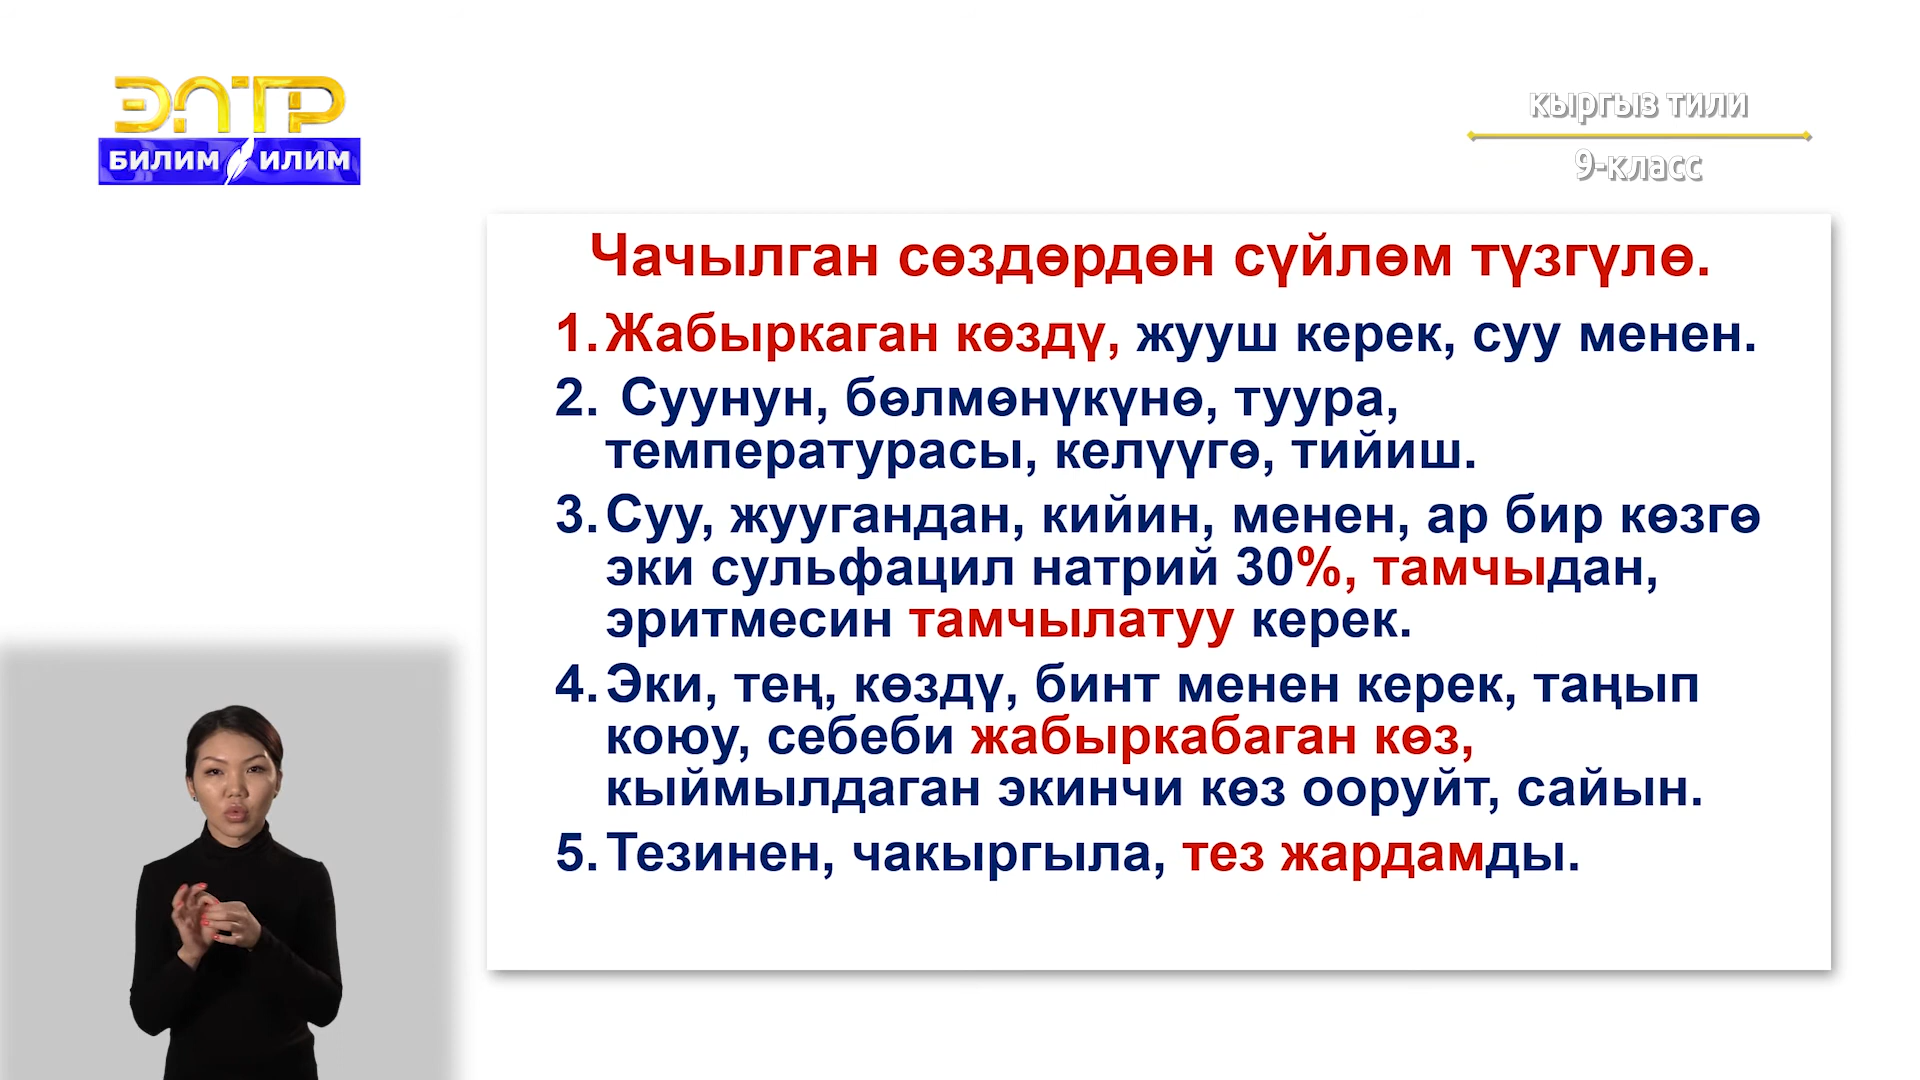 ЭЛТР
БИЛИМ ИЛИМ
кыргыз тили
9-класс
Чачылган сөздөрдөн сүйлөм түзгүлө.
1. Жабыркаган көздү, жууш керек, суу менен.
2. Суунун, бөлмөнүкүнө, туура,
температурасы, келүүгө, тийиш.
3. Суу, жуугандан, кийин, менен, ар бир көзгө
эки сульфацил натрий 30%, тамчыдан,
эритмесин тамчылатуу керек.
4. Эки, тең, көздү, бинт менен керек, таңып
коюу, себеби жабыркабаган көз,
кыймылдаган экинчи көз ооруйт, сайын.
5. Тезинен, чакыргыла, тез жардамды.